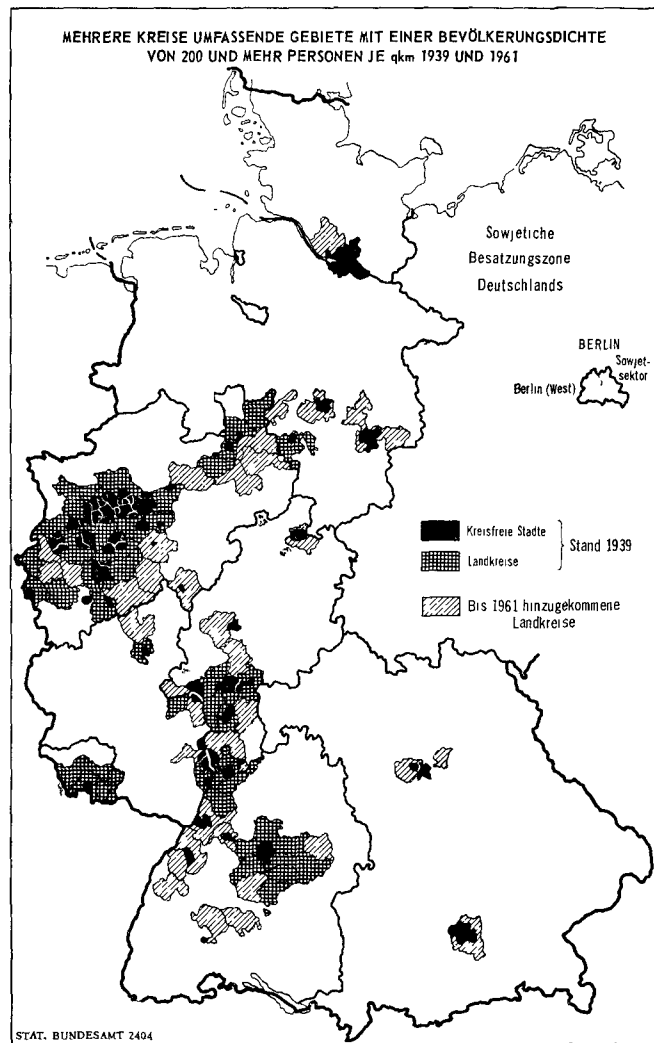 MEHRERE KREISE UMFASSENDE GEBIETE MIT EINER BEVÖLKERUNGSDICHTE
VON 200 UND MEHR PERSONEN JE qkm 1939 UND 1961
Sowjetiche
Besatzungszone
Deutschlands
BERLIN
Sowjet-
sektor
Berlin (West)
Kreisfreie Städte
Landkreise
Stand 1939
Bis 1961 hinzugekommene
Landkreise
STAT. BUNDESAMT 2404